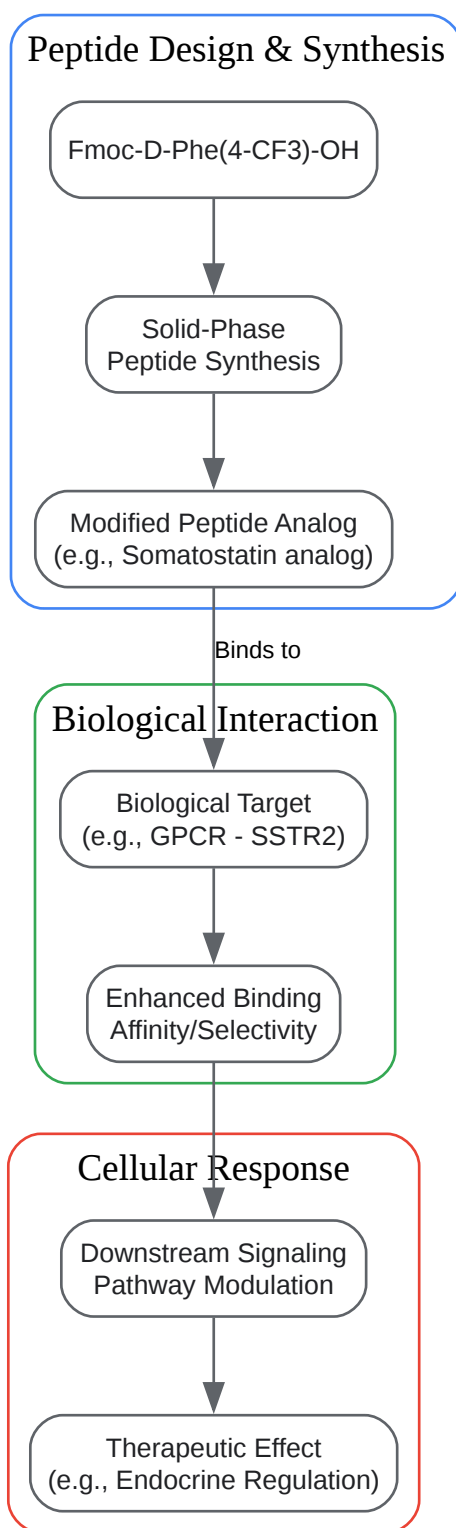 Peptide Design & Synthesis
Fmoc-D-Phe(4-CF3)-OH
Solid-Phase
Peptide Synthesis
Modified Peptide Analog
(e.g., Somatostatin analog)
Binds to
Biological Interaction
Biological Target
(e.g., GPCR - SSTR2)
Enhanced Binding
Affinity/Selectivity
Cellular Response
Downstream Signaling
Pathway Modulation
Therapeutic Effect
(e.g., Endocrine Regulation)